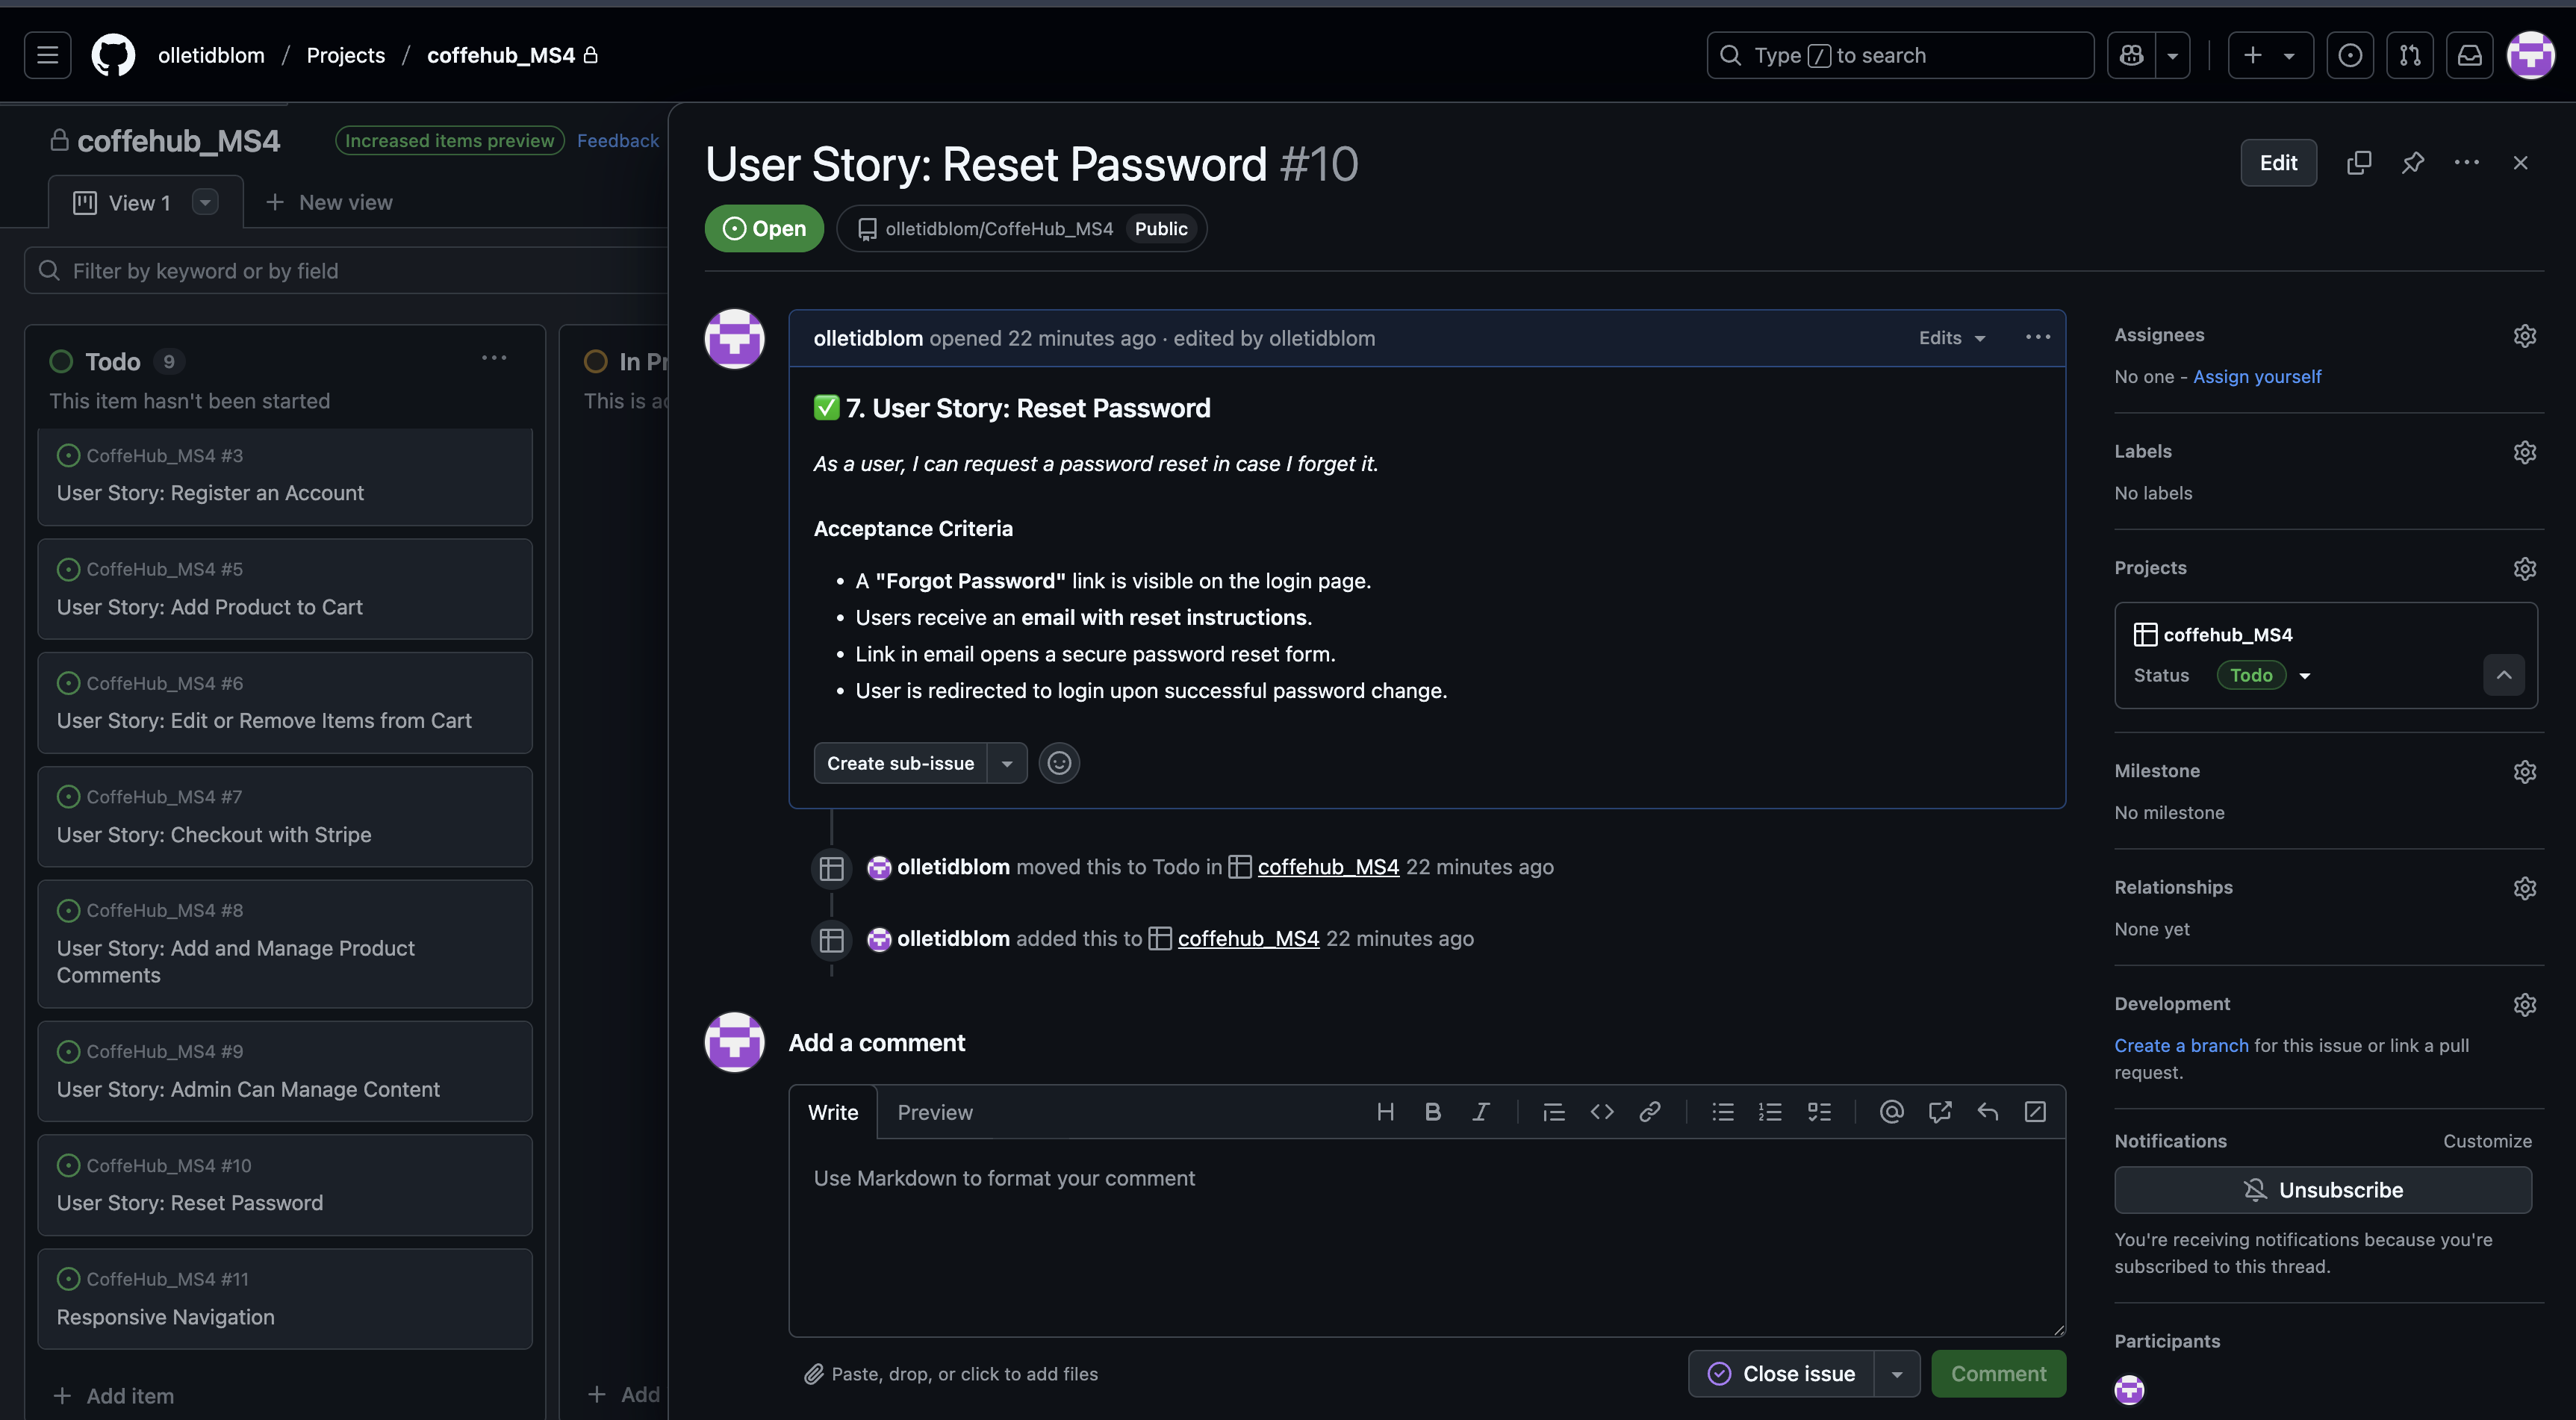 olletidblom / Projects / coffehub_MS4
Type / to search
coffehub_MS4
Increased items preview
Feedback
View 1
New view
Filter by keyword or by field
Todo 9
This item hasn't been started
CoffeHub_MS4 #3
User Story: Register an Account
CoffeHub_MS4 #5
User Story: Add Product to Cart
CoffeHub_MS4 #6
User Story: Edit or Remove Items from Cart
CoffeHub_MS4 #7
User Story: Checkout with Stripe
CoffeHub_MS4 #8
User Story: Add and Manage Product
Comments
CoffeHub_MS4 #9
User Story: Admin Can Manage Content
CoffeHub_MS4 #10
User Story: Reset Password
CoffeHub_MS4 #11
Responsive Navigation
+ Add item
In Pr
This is
+ Add
User Story: Reset Password #10
Edit
Open
olletidblom/CoffeHub_MS4 Public
olletidblom opened 22 minutes ago · edited by olletidblom
Edits
✅ 7. User Story: Reset Password
As a user, I can request a password reset in case I forget it.
Acceptance Criteria
• A "Forgot Password" link is visible on the login page.
• Users receive an email with reset instructions.
• Link in email opens a secure password reset form.
• User is redirected to login upon successful password change.
Create sub-issue
olletidblom moved this to Todo in coffehub_MS4 22 minutes ago
olletidblom added this to coffehub_MS4 22 minutes ago
Add a comment
Write
Preview
Use Markdown to format your comment
Paste, drop, or click to add files
Close issue
Comment
Assignees
No one - Assign yourself
Labels
No labels
Projects
coffehub_MS4
Status Todo
Milestone
No milestone
Relationships
None yet
Development
Create a branch for this issue or link a pull
request.
Notifications
Customize
Unsubscribe
You're receiving notifications because you're
subscribed to this thread.
Participants